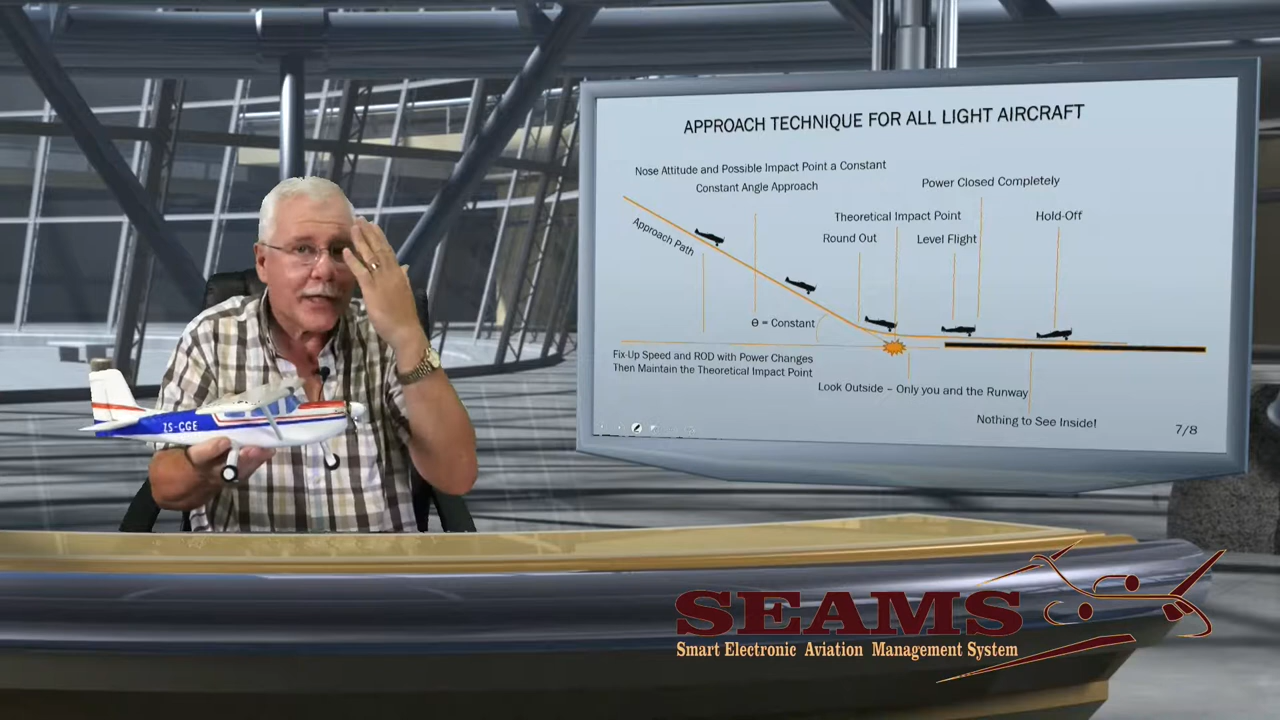 APPROACH TECHNIQUE FOR ALL LIGHT AIRCRAFT
Nose Attitude and Possible Impact Point a Constant
Constant Angle Approach
Power Closed Completely
Theoretical Impact Point
Hold-Off
Round Out
Level Flight
Approach Path
Ɵ = Constant
Fix-Up Speed and ROD with Power Changes
Then Maintain the Theoretical Impact Point
Look Outside – Only you and the Runway
Nothing to See Inside!
7/8
ZS-CGE
SEAMS
Smart Electronic Aviation Management System